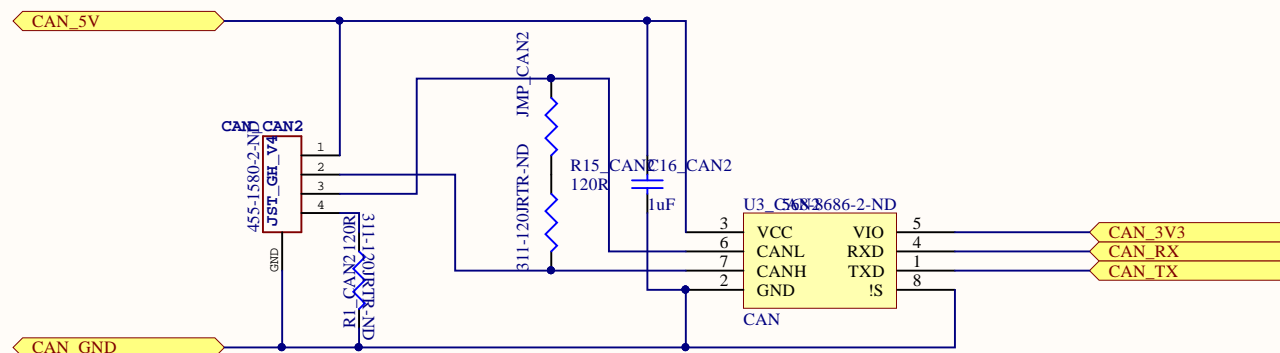 CAN_5V
JMP_CAN2
CAN_CAN2
455-1580-2-ND
JST_GH_V4
1
2
3
4
GND
311-120JRTR-ND
R15_CAN2
120R
C16_CAN2
1uF
U3_CAN2
568-8686-2-ND
3
VCC
VIO
5
CAN_3V3
6
CANL
RXD
4
CAN_RX
7
CANH
TXD
1
CAN_TX
2
GND
!S
8
CAN
R1_CAN2
120R
311-120JRTR-ND
CAN_GND